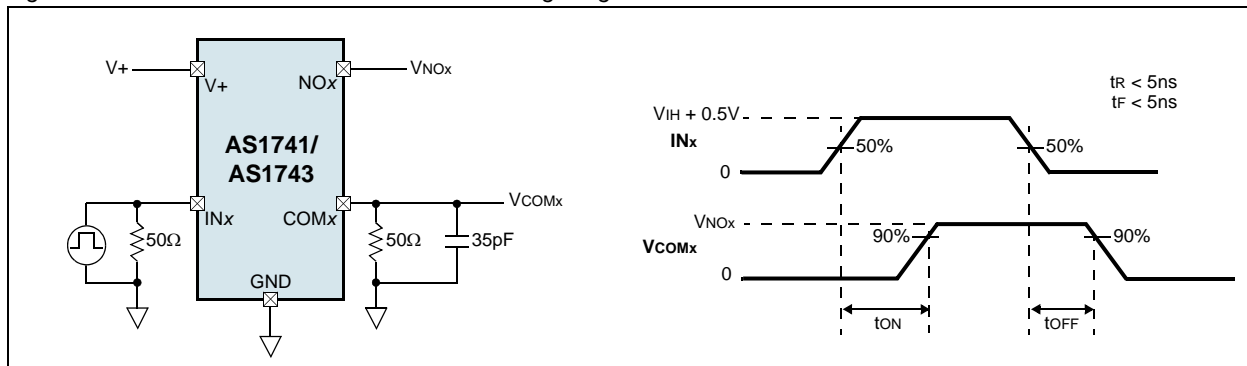 V+
V+
NOx
VNOx
AS1741/
AS1743
INx
COMx
VCOMx
50Ω
50Ω
35pF
GND
tR < 5ns
tF < 5ns
VIH + 0.5V
INx
50%
50%
0
VNOx
90%
90%
VCOMx
0
tON
tOFF